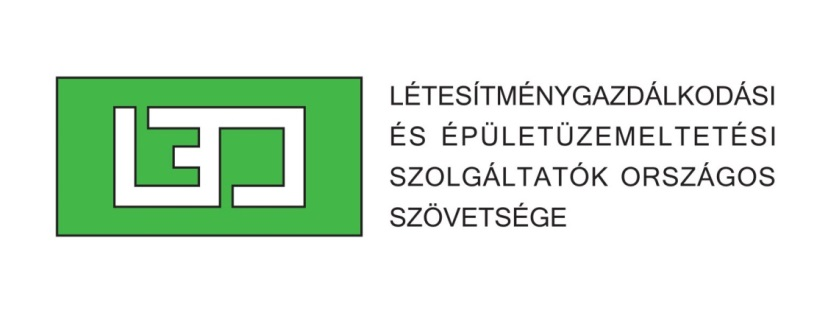 LÉTESÍTMÉNYGAZDÁLKODÁSI
ÉS ÉPÜLETÜZEMELTETÉSI
SZOLGÁLTATÓK ORSZÁGOS
SZÖVETSÉGE